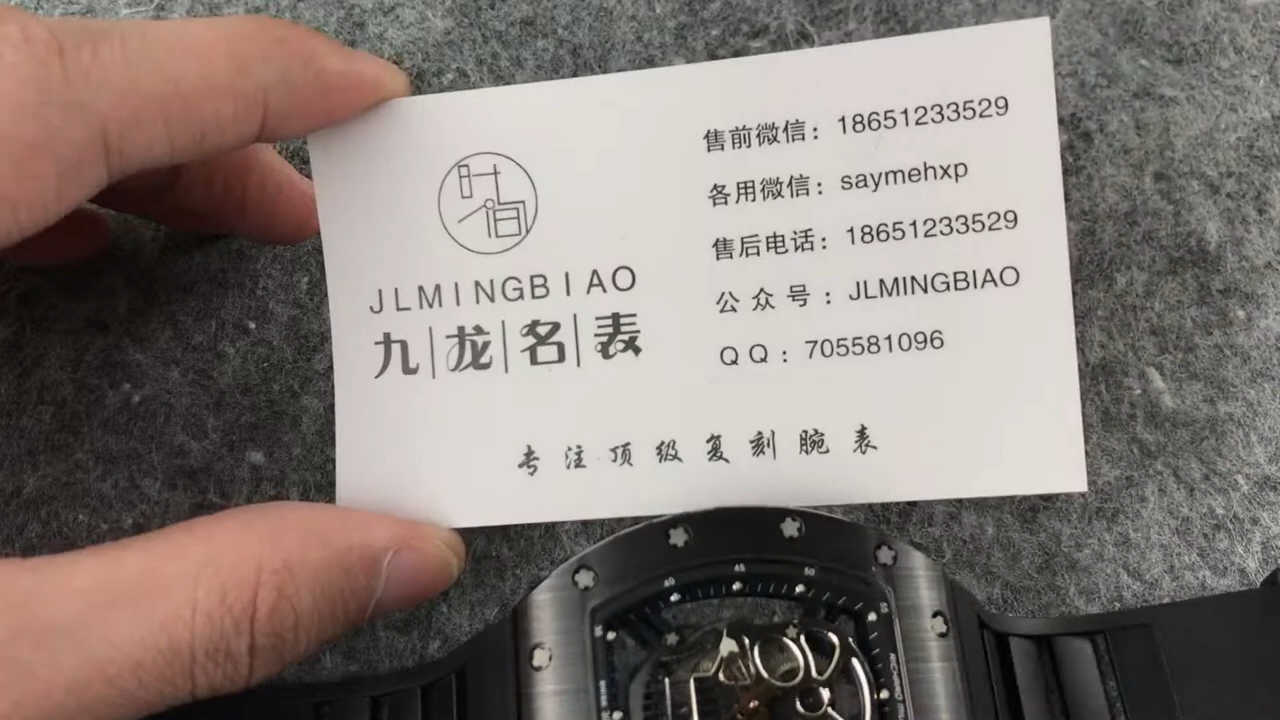 JLMINGBIAO
九|龙|名|表
售前微信：18651233529
各用微信：saymehxp
售后电话：18651233529
公众号：JLMINGBIAO
QQ：705581096
专注顶级复刻腕表
40
45
50
55